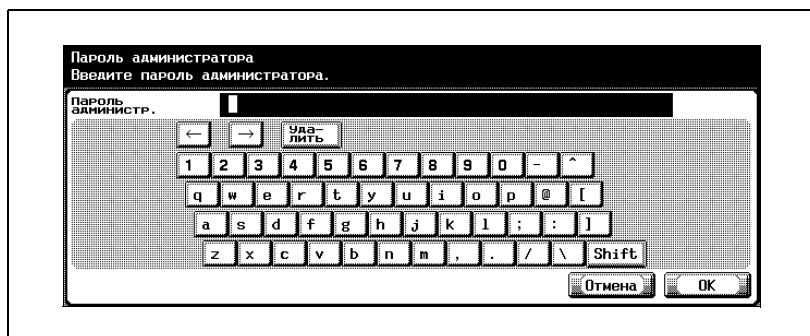 Пароль администратора
Введите пароль администратора.
Пароль
администр.
← → Уда-
лить
1 2 3 4 5 6 7 8 9 0 - ^
q w e r t y u i o p @ [
a s d f g h j k l ; : ]
z x c v b n m , . / \ Shift
Отмена OK